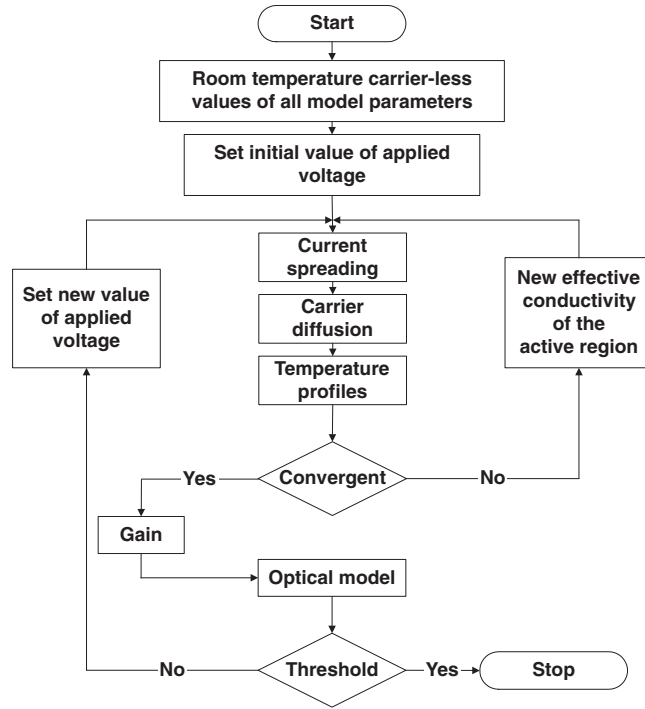 Start
Room temperature carrier-less
values of all model parameters
Set initial value of applied
voltage
Current
spreading
Set new value
of applied
voltage
New effective
conductivity
of the
active region
Carrier
diffusion
Temperature
profiles
Yes
Convergent
No
Gain
Optical model
No
Threshold
Yes
Stop